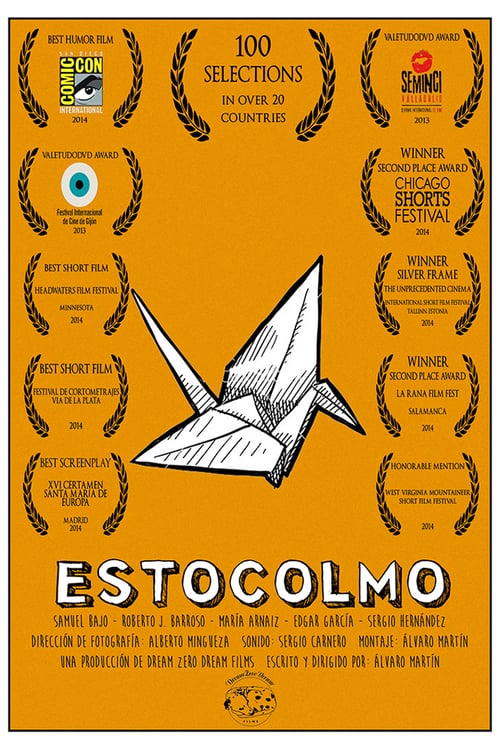 BEST HUMOR FILM
SAN DIEGO
COMIC
CON
INTERNATIONAL
2014
100
SELECTIONS
IN OVER 20
COUNTRIES
VALETUDODVD AWARD
SEMINCI
VALLADOLID
2013
VALETUDODVD AWARD
Festival Internacional
de Cine de Gijón
2013
WINNER
SECOND PLACE AWARD
CHICAGO
SHORTS
FESTIVAL
2014
BEST SHORT FILM
HEADWATERS FILM FESTIVAL
MINNESOTA
2014
WINNER
SILVER FRAME
THE UNPRECEDENTED CINEMA
INTERNATIONAL SHORT FILM FESTIVAL
TALLINN, ESTONIA
2014
BEST SHORT FILM
FESTIVAL DE CORTOMETRAJES
VIA DE LA PLATA
2014
WINNER
SECOND PLACE AWARD
LA RANA FILM FEST
SALAMANCA
2014
BEST SCREENPLAY
XVI CERTAMEN
SANTA MARIA DE
EUROPA
MADRID
2014
HONORABLE MENTION
WEST VIRGINIA MOUNTAINEER
SHORT FILM FESTIVAL
2014
ESTOCOLMO
SAMUEL BAJO - ROBERTO J. BARROSO - MARÍA ARNAIZ - EDGAR GARCÍA - SERGIO HERNÁNDEZ
DIRECCIÓN DE FOTOGRAFÍA: ALBERTO MINGUEZA SONIDO: SERGIO CARNERO MONTAJE: ÁLVARO MARTÍN
UNA PRODUCCIÓN DE DREAM ZERO DREAM FILMS ESCRITO Y DIRIGIDO POR: ÁLVARO MARTÍN
Dream Zero Dream
FILMS